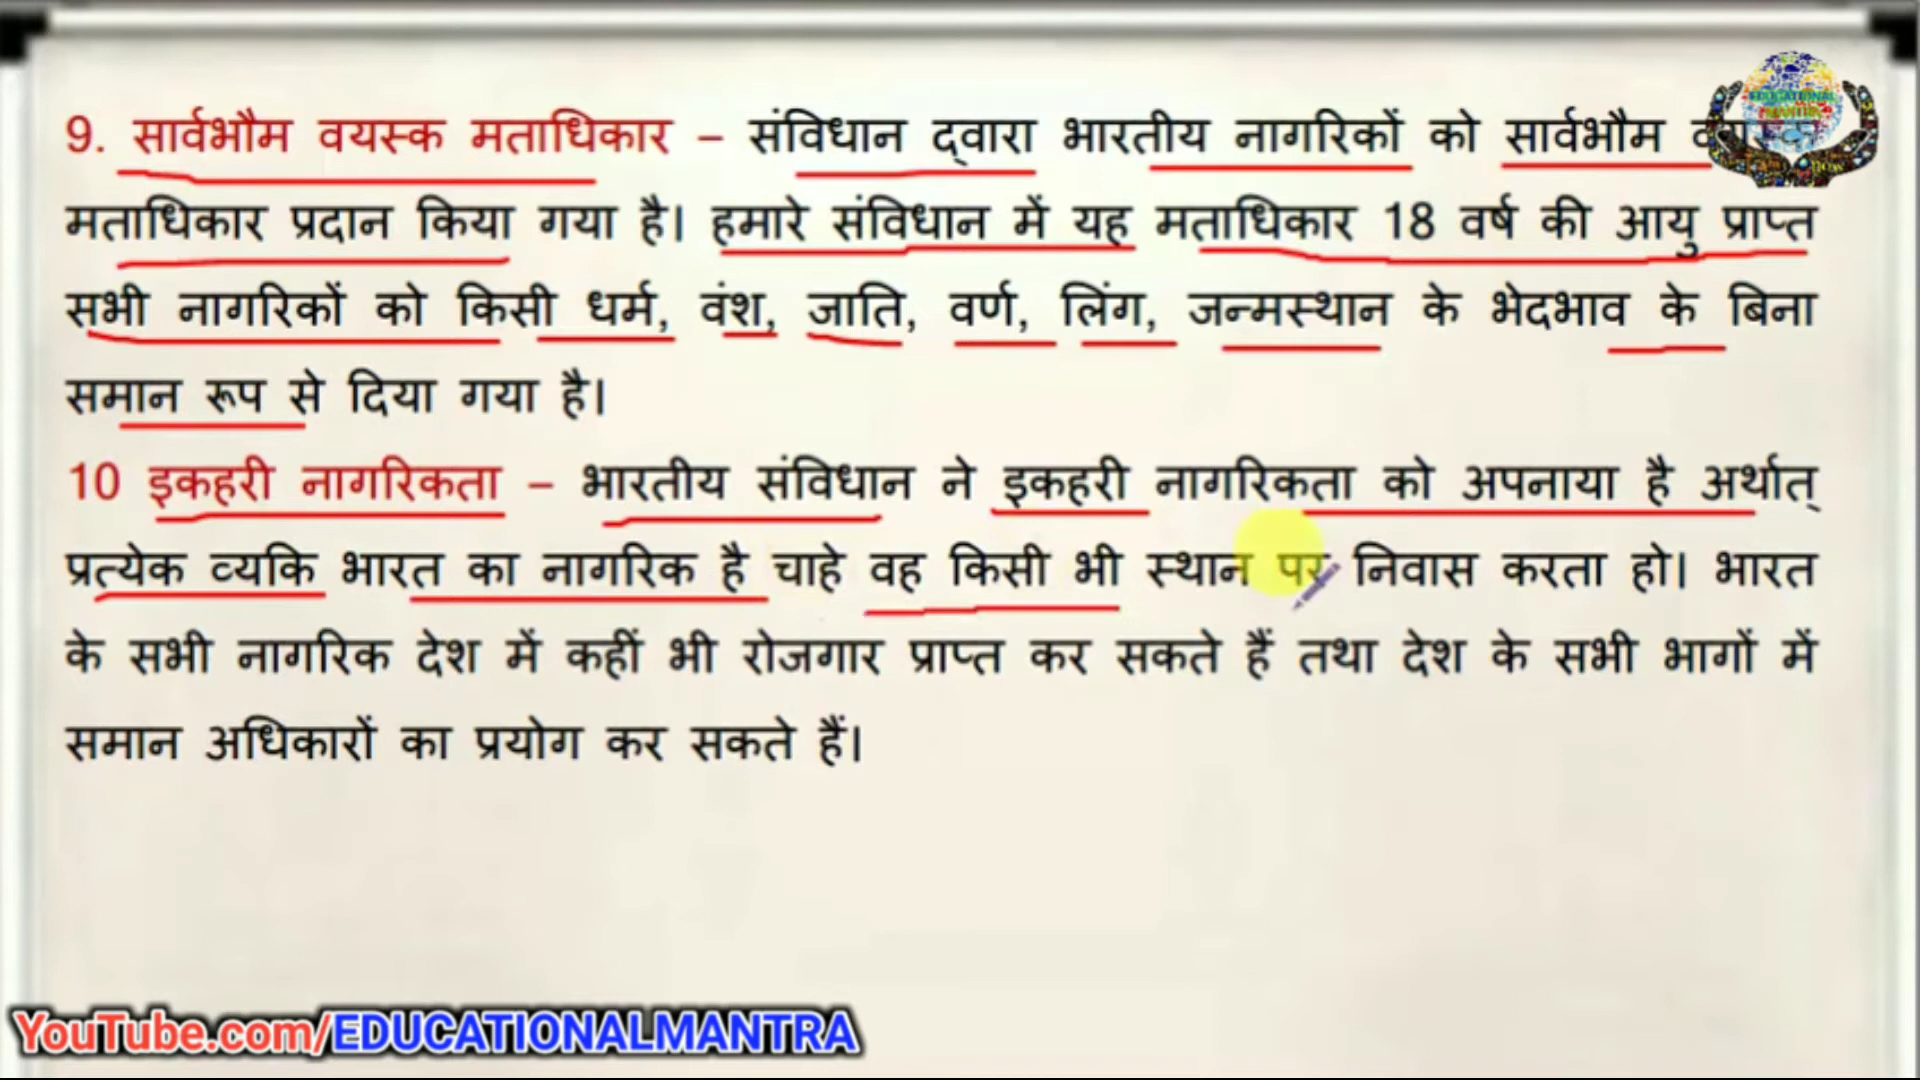 9. सार्वभौम वयस्क मताधिकार – संविधान द्वारा भारतीय नागरिकों को सार्वभौम
मताधिकार प्रदान किया गया है। हमारे संविधान में यह मताधिकार 18 वर्ष की आयु प्राप्त
सभी नागरिकों को किसी धर्म, वंश, जाति, वर्ण, लिंग, जन्मस्थान के भेदभाव के बिना
समान रूप से दिया गया है।
10 इकहरी नागरिकता – भारतीय संविधान ने इकहरी नागरिकता को अपनाया है अर्थात्
प्रत्येक व्यकि भारत का नागरिक है चाहे वह किसी भी स्थान पर निवास करता हो। भारत
के सभी नागरिक देश में कहीं भी रोजगार प्राप्त कर सकते हैं तथा देश के सभी भागों में
समान अधिकारों का प्रयोग कर सकते हैं।
EDUCATIONAL
MANTRA
YouTube.com/EDUCATIONALMANTRA